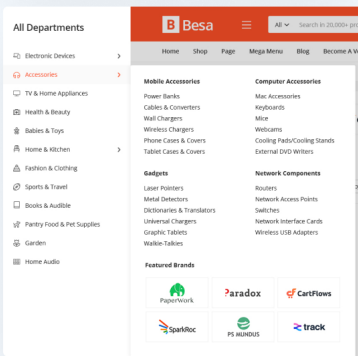 All Departments
Electronic Devices
Accessories
TV & Home Appliances
Health & Beauty
Babies & Toys
Home & Kitchen
Fashion & Clothing
Sports & Travel
Books & Audible
Pantry Food & Pet Supplies
Garden
Home Audio
B Besa
All
Search in 20,000+ pro
Home Shop Page Mega Menu Blog Become A V
Mobile Accessories
Power Banks
Cables & Converters
Wall Chargers
Wireless Chargers
Phone Cases & Covers
Tablet Cases & Covers
Computer Accessories
Mac Accessories
Keyboards
Mice
Webcams
Cooling Pads/Cooling Stands
External DVD Writers
Gadgets
Laser Pointers
Metal Detectors
Dictionaries & Translators
Universal Chargers
Graphic Tablets
Walkie-Talkies
Network Components
Routers
Network Access Points
Switches
Network Interface Cards
Wireless USB Adapters
Featured Brands
PAPERWORK
Paradox
CartFlows
SparkRoc
PS MUNDUS
track